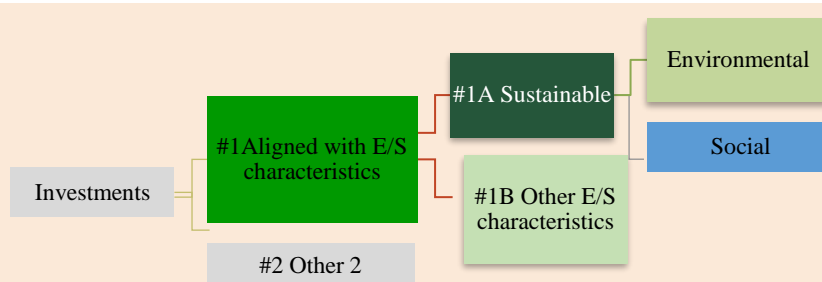 Investments
#1Aligned with E/S
characteristics
#2 Other 2
#1A Sustainable
#1B Other E/S
characteristics
Environmental
Social